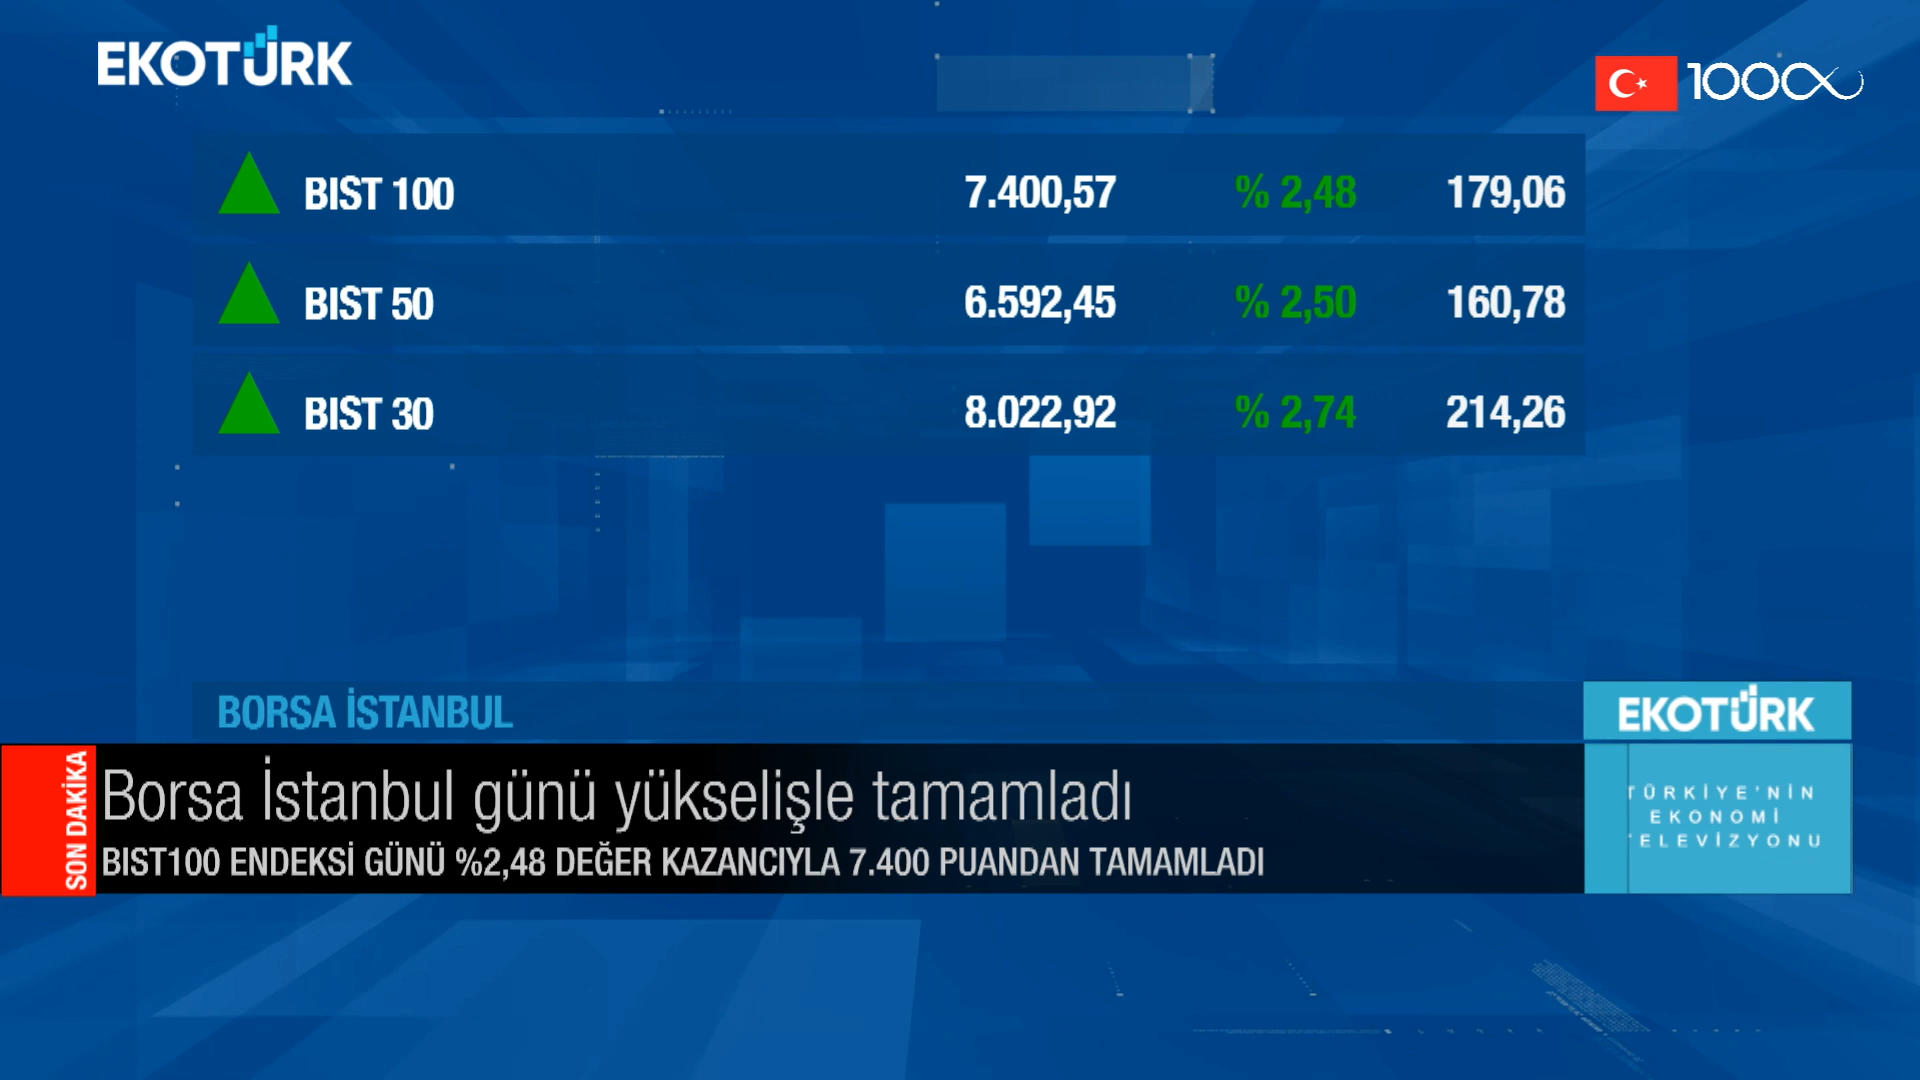 EKOTÜRK
100
BIST 100 7.400,57 % 2,48 179,06
BIST 50 6.592,45 % 2,50 160,78
BIST 30 8.022,92 % 2,74 214,26
BORSA İSTANBUL
EKOTÜRK
SON DAKİKA
Borsa İstanbul günü yükselişle tamamladı
BIST100 ENDEKSİ GÜNÜ %2,48 DEĞER KAZANCIYLA 7.400 PUANDAN TAMAMLADI
TÜRKİYE'NİN
EKONOMİ
TELEVİZYONU